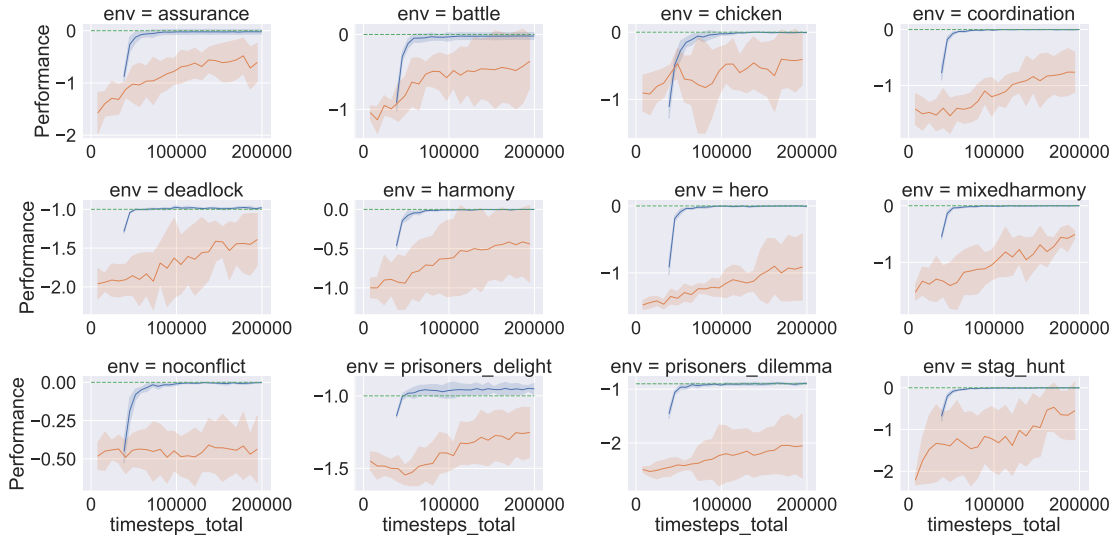 env = assurance
env = battle
env = chicken
env = coordination
Performance
0
−1
−2
0
−1
0
−1
0
−1
0 100000 200000
0 100000 200000
0 100000 200000
0 100000 200000
env = deadlock
env = harmony
env = hero
env = mixedharmony
Performance
−1.0
−1.5
−2.0
0.0
−0.5
−1.0
0
−1
0
−1
0 100000 200000
0 100000 200000
0 100000 200000
0 100000 200000
env = noconflict
env = prisoners_delight
env = prisoners_dilemma
env = stag_hunt
Performance
0.00
−0.25
−0.50
−1.0
−1.5
−1
−2
0
−1
−2
0 100000 200000
0 100000 200000
0 100000 200000
0 100000 200000
timesteps_total
timesteps_total
timesteps_total
timesteps_total